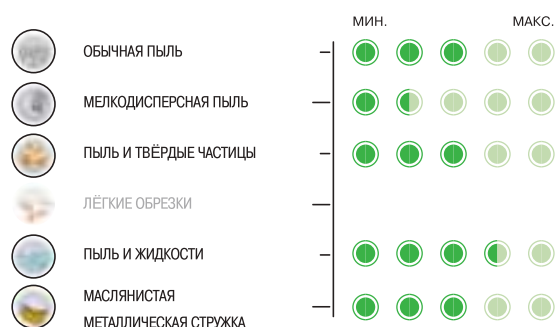 МИН. МАКС.
ОБЫЧНАЯ ПЫЛЬ
МЕЛКОДИСПЕРСНАЯ ПЫЛЬ
ПЫЛЬ И ТВЁРДЫЕ ЧАСТИЦЫ
ЛЁГКИЕ ОБРЕЗКИ
ПЫЛЬ И ЖИДКОСТИ
МАСЛЯНИСТАЯ
МЕТАЛЛИЧЕСКАЯ СТРУЖКА